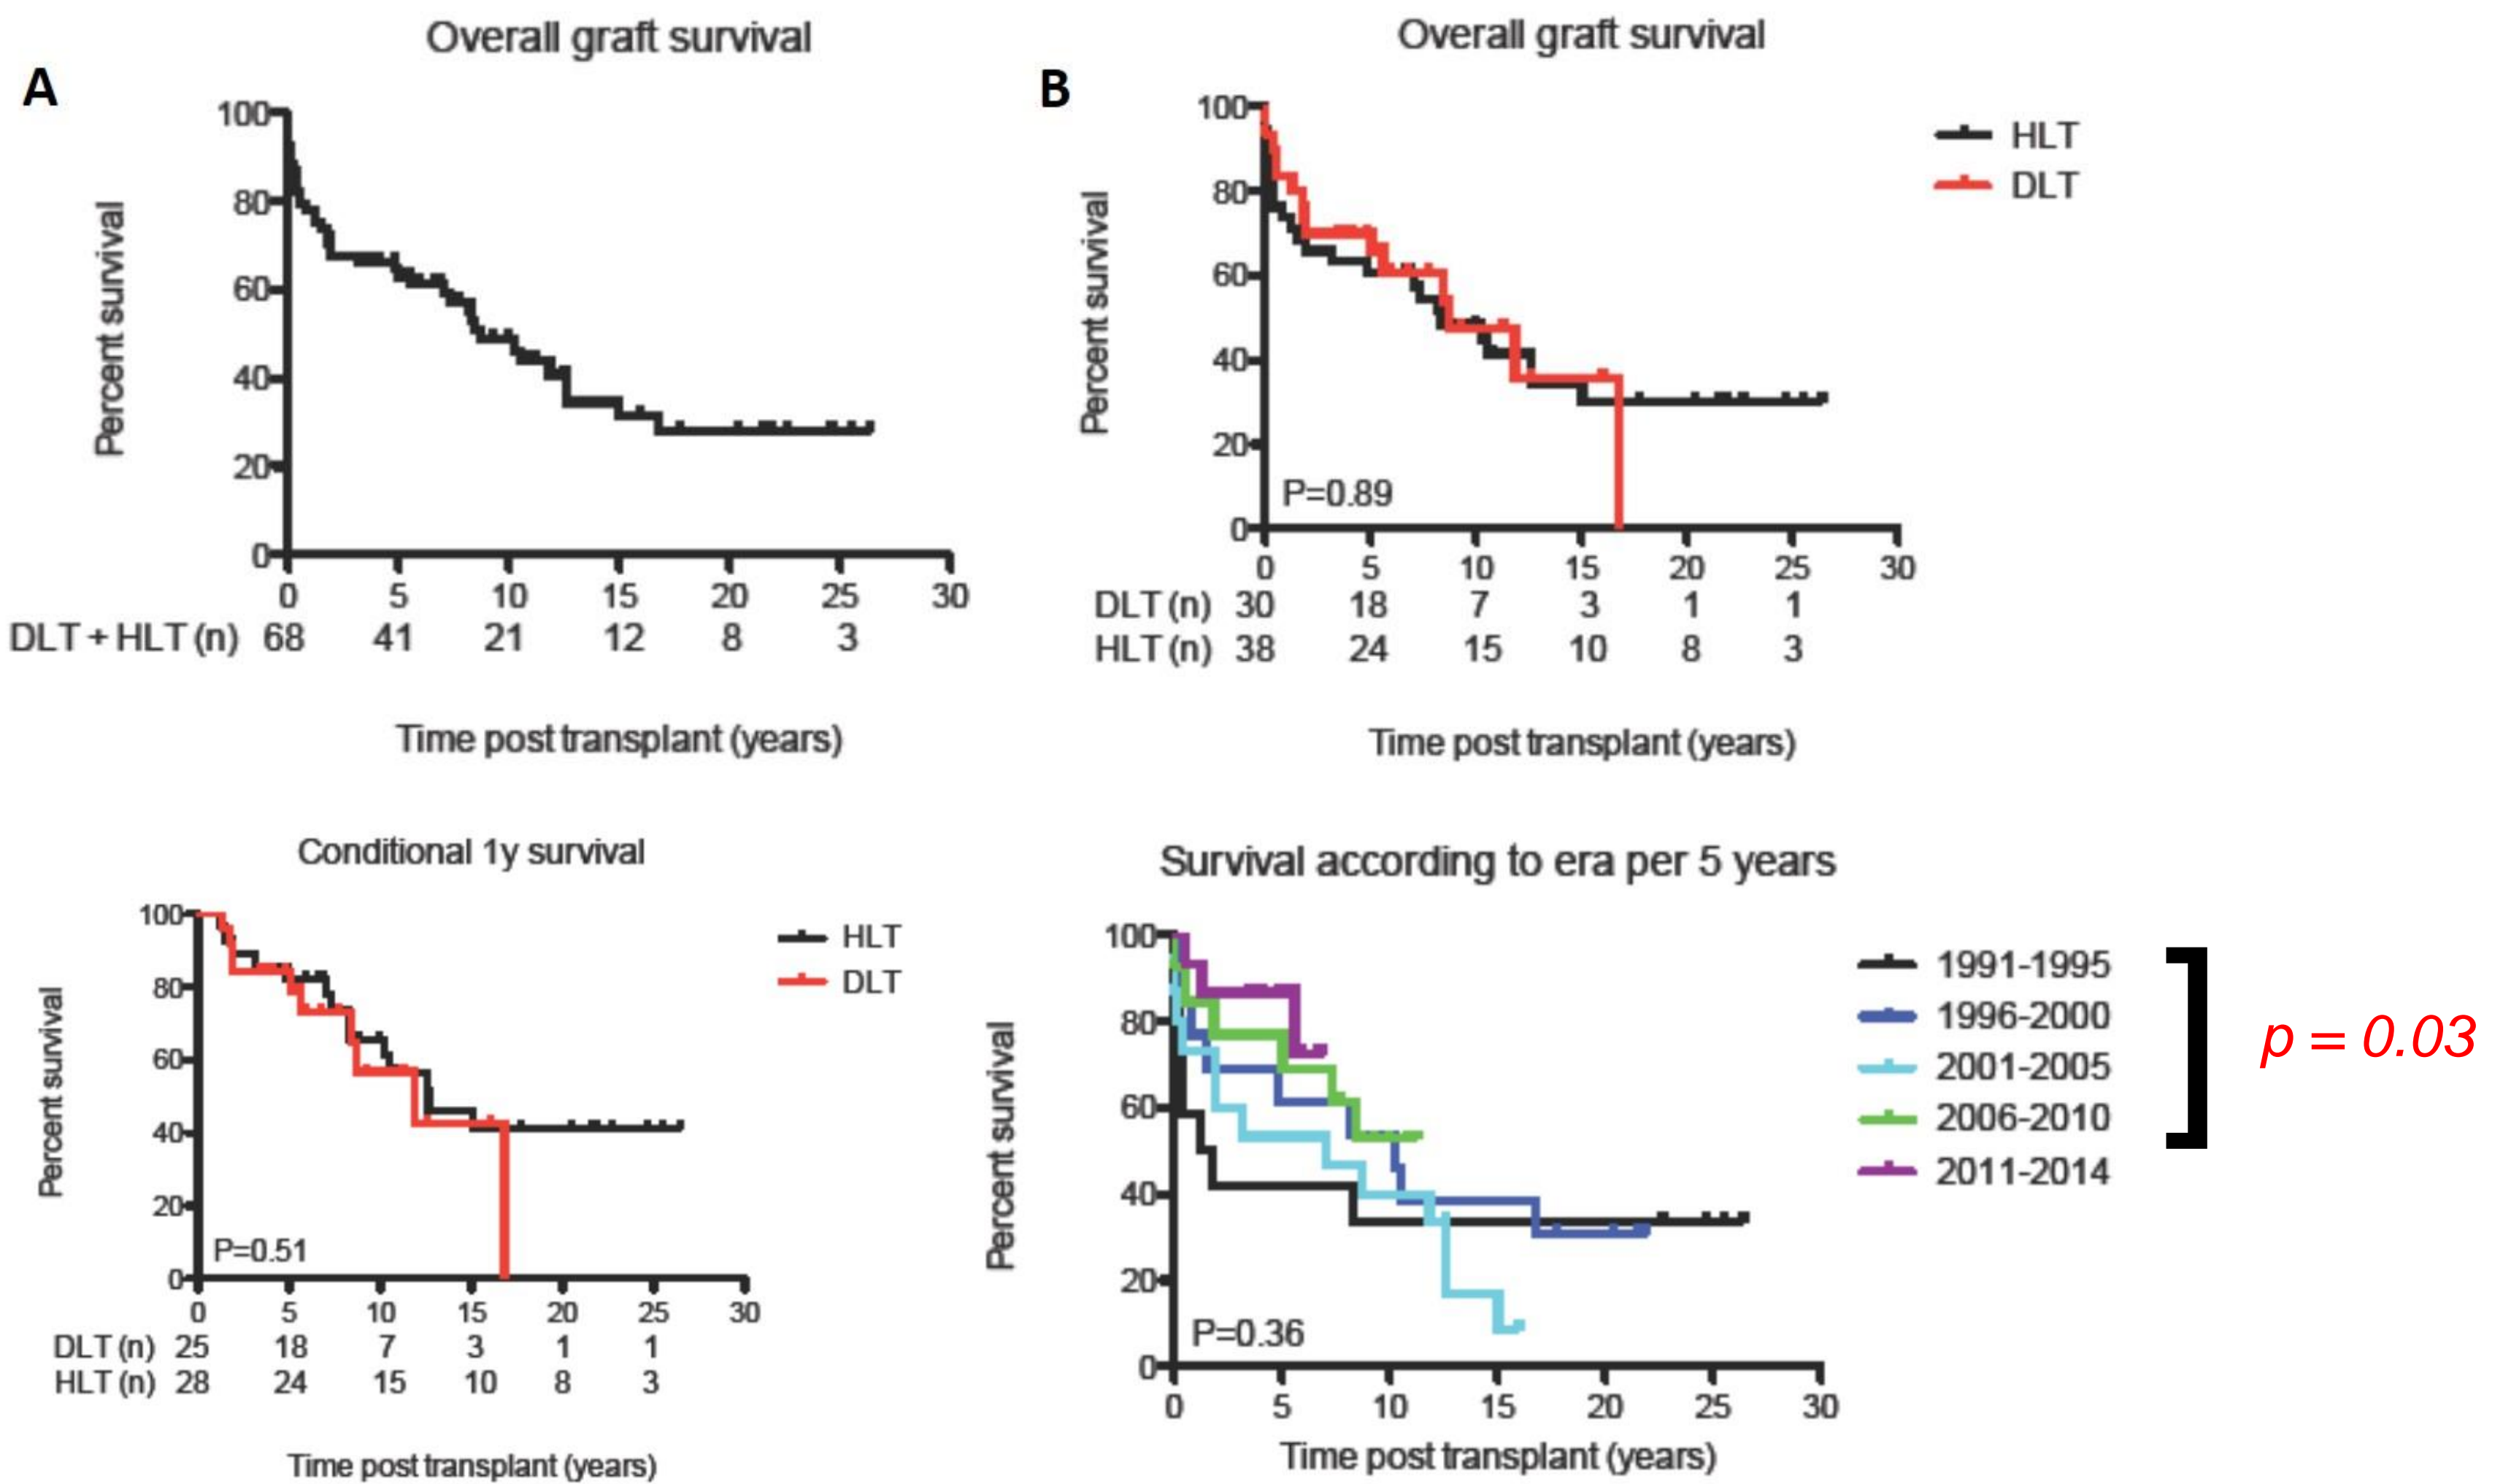 Overall graft survival
A
100
80
60
40
20
0
Percent survival
0 5 10 15 20 25 30
DLT + HLT (n) 68 41 21 12 8 3
Time post transplant (years)
Overall graft survival
B
100
80
60
40
20
0
Percent survival
HLT
DLT
P=0.89
0 5 10 15 20 25 30
DLT (n) 30 18 7 3 1 1
HLT (n) 38 24 15 10 8 3
Time post transplant (years)
Conditional 1y survival
100
80
60
40
20
0
Percent survival
HLT
DLT
P=0.51
0 5 10 15 20 25 30
DLT (n) 25 18 7 3 1 1
HLT (n) 28 24 15 10 8 3
Time post transplant (years)
Survival according to era per 5 years
100
80
60
40
20
0
Percent survival
1991-1995
1996-2000
2001-2005
2006-2010
2011-2014
p = 0.03
P=0.36
0 5 10 15 20 25 30
Time post transplant (years)